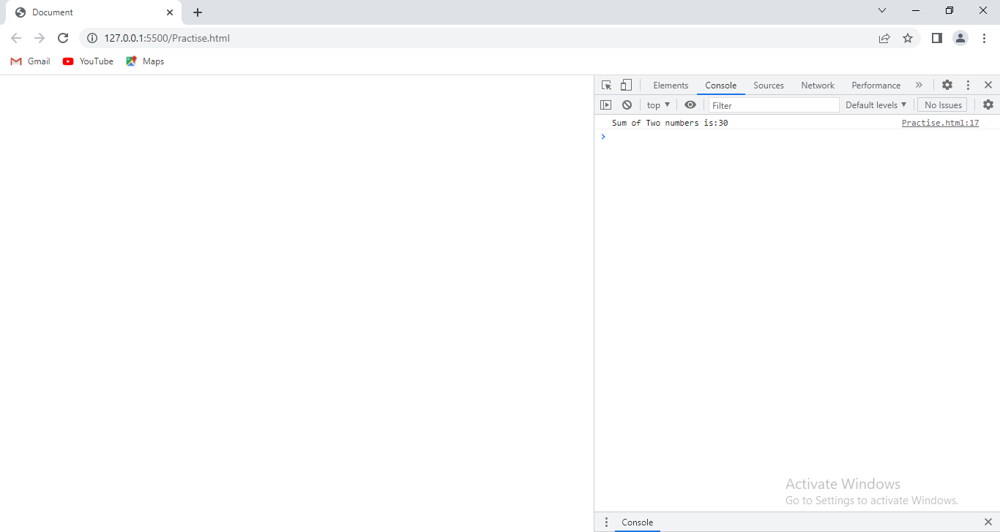 Document
127.0.0.1:5500/Practise.html
Gmail YouTube Maps
Elements Console Sources Network Performance
top Filter Default levels No Issues
Sum of Two numbers is:30 Practise.html:17
Activate Windows
Go to Settings to activate Windows.
Console